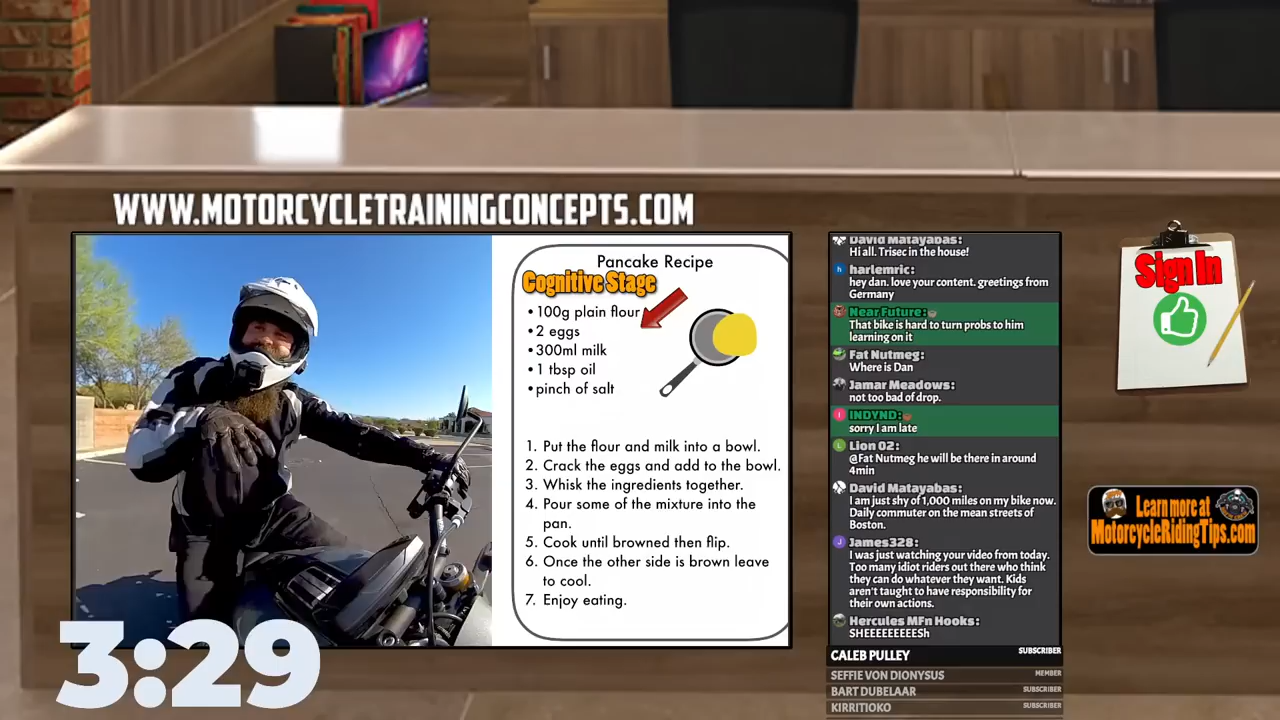 WWW.MOTORCYCLETRAININGCONCEPTS.COM
Pancake Recipe
Cognitive Stage
• 100g plain flour
• 2 eggs
• 300ml milk
• 1 tbsp oil
• pinch of salt
1. Put the flour and milk into a bowl.
2. Crack the eggs and add to the bowl.
3. Whisk the ingredients together.
4. Pour some of the mixture into the
pan.
5. Cook until browned then flip.
6. Once the other side is brown leave
to cool.
7. Enjoy eating.
3:29
David Matayabas:
Hi all. Trisec in the house!
h harlemric:
hey dan. love your content. greetings from
Germany
NearFuture:
That bike is hard to turn probs to him
learning on it
Fat Nutmeg:
Where is Dan
Jamar Meadows:
not too bad of drop.
I INDYND:
sorry I am late
L Lion 02:
@Fat Nutmeg he will be there in around
4min
David Matayabas:
I am just shy of 1,000 miles on my bike now.
Daily commuter on the mean streets of
Boston.
J James328:
I was just watching your video from today.
Too many idiot riders out there who think
they can do whatever they want. Kids
aren't taught to have responsibility for
their own actions.
Hercules MFn Hooks:
SHEEEEEEEEESh
CALEB PULLEY SUBSCRIBER
SEFFIE VON DIONYSUS MEMBER
BART DUBELAAR SUBSCRIBER
KIRRITIOKO SUBSCRIBER
Sign In
Learn more at
MotorcycleRidingTips.com